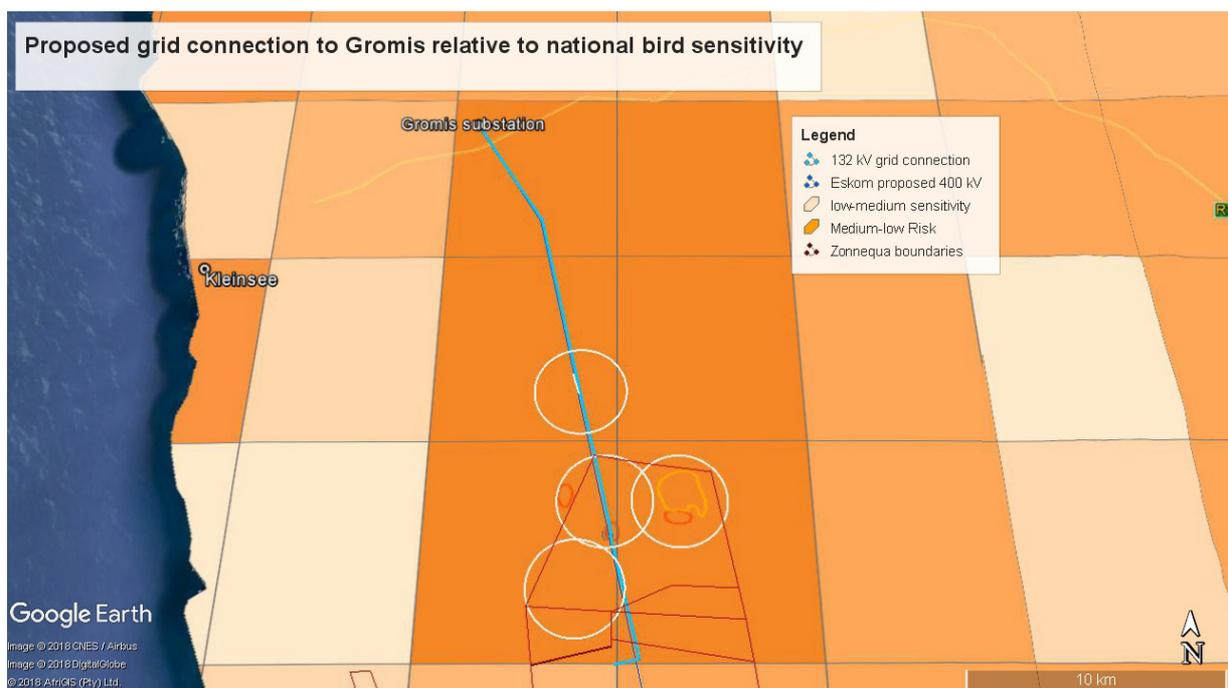 Proposed grid connection to Gromis relative to national bird sensitivity
Gromis substation
Legend
132 kV grid connection
Eskom proposed 400 kV
low-medium sensitivity
Medium-low Risk
Zonnequa boundaries
R
Kleinsee
Google Earth
Image © 2018 CNES / Airbus
Image © 2018 DigitalGlobe
© 2018 AfriGIS (Pty) Ltd.
N
10 km